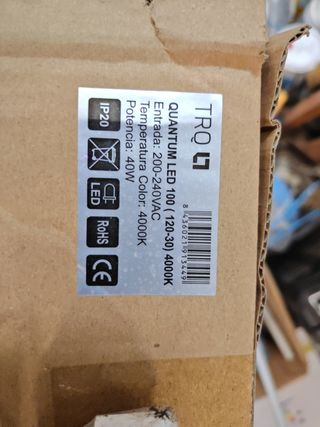 TRQ
QUANTUM LED 100 (120-30) 4000K
Entrada: 200-240VAC
Temperatura Color: 4000K
Potencia: 40W
8436021913449
IP20
LED
RoHS
CE